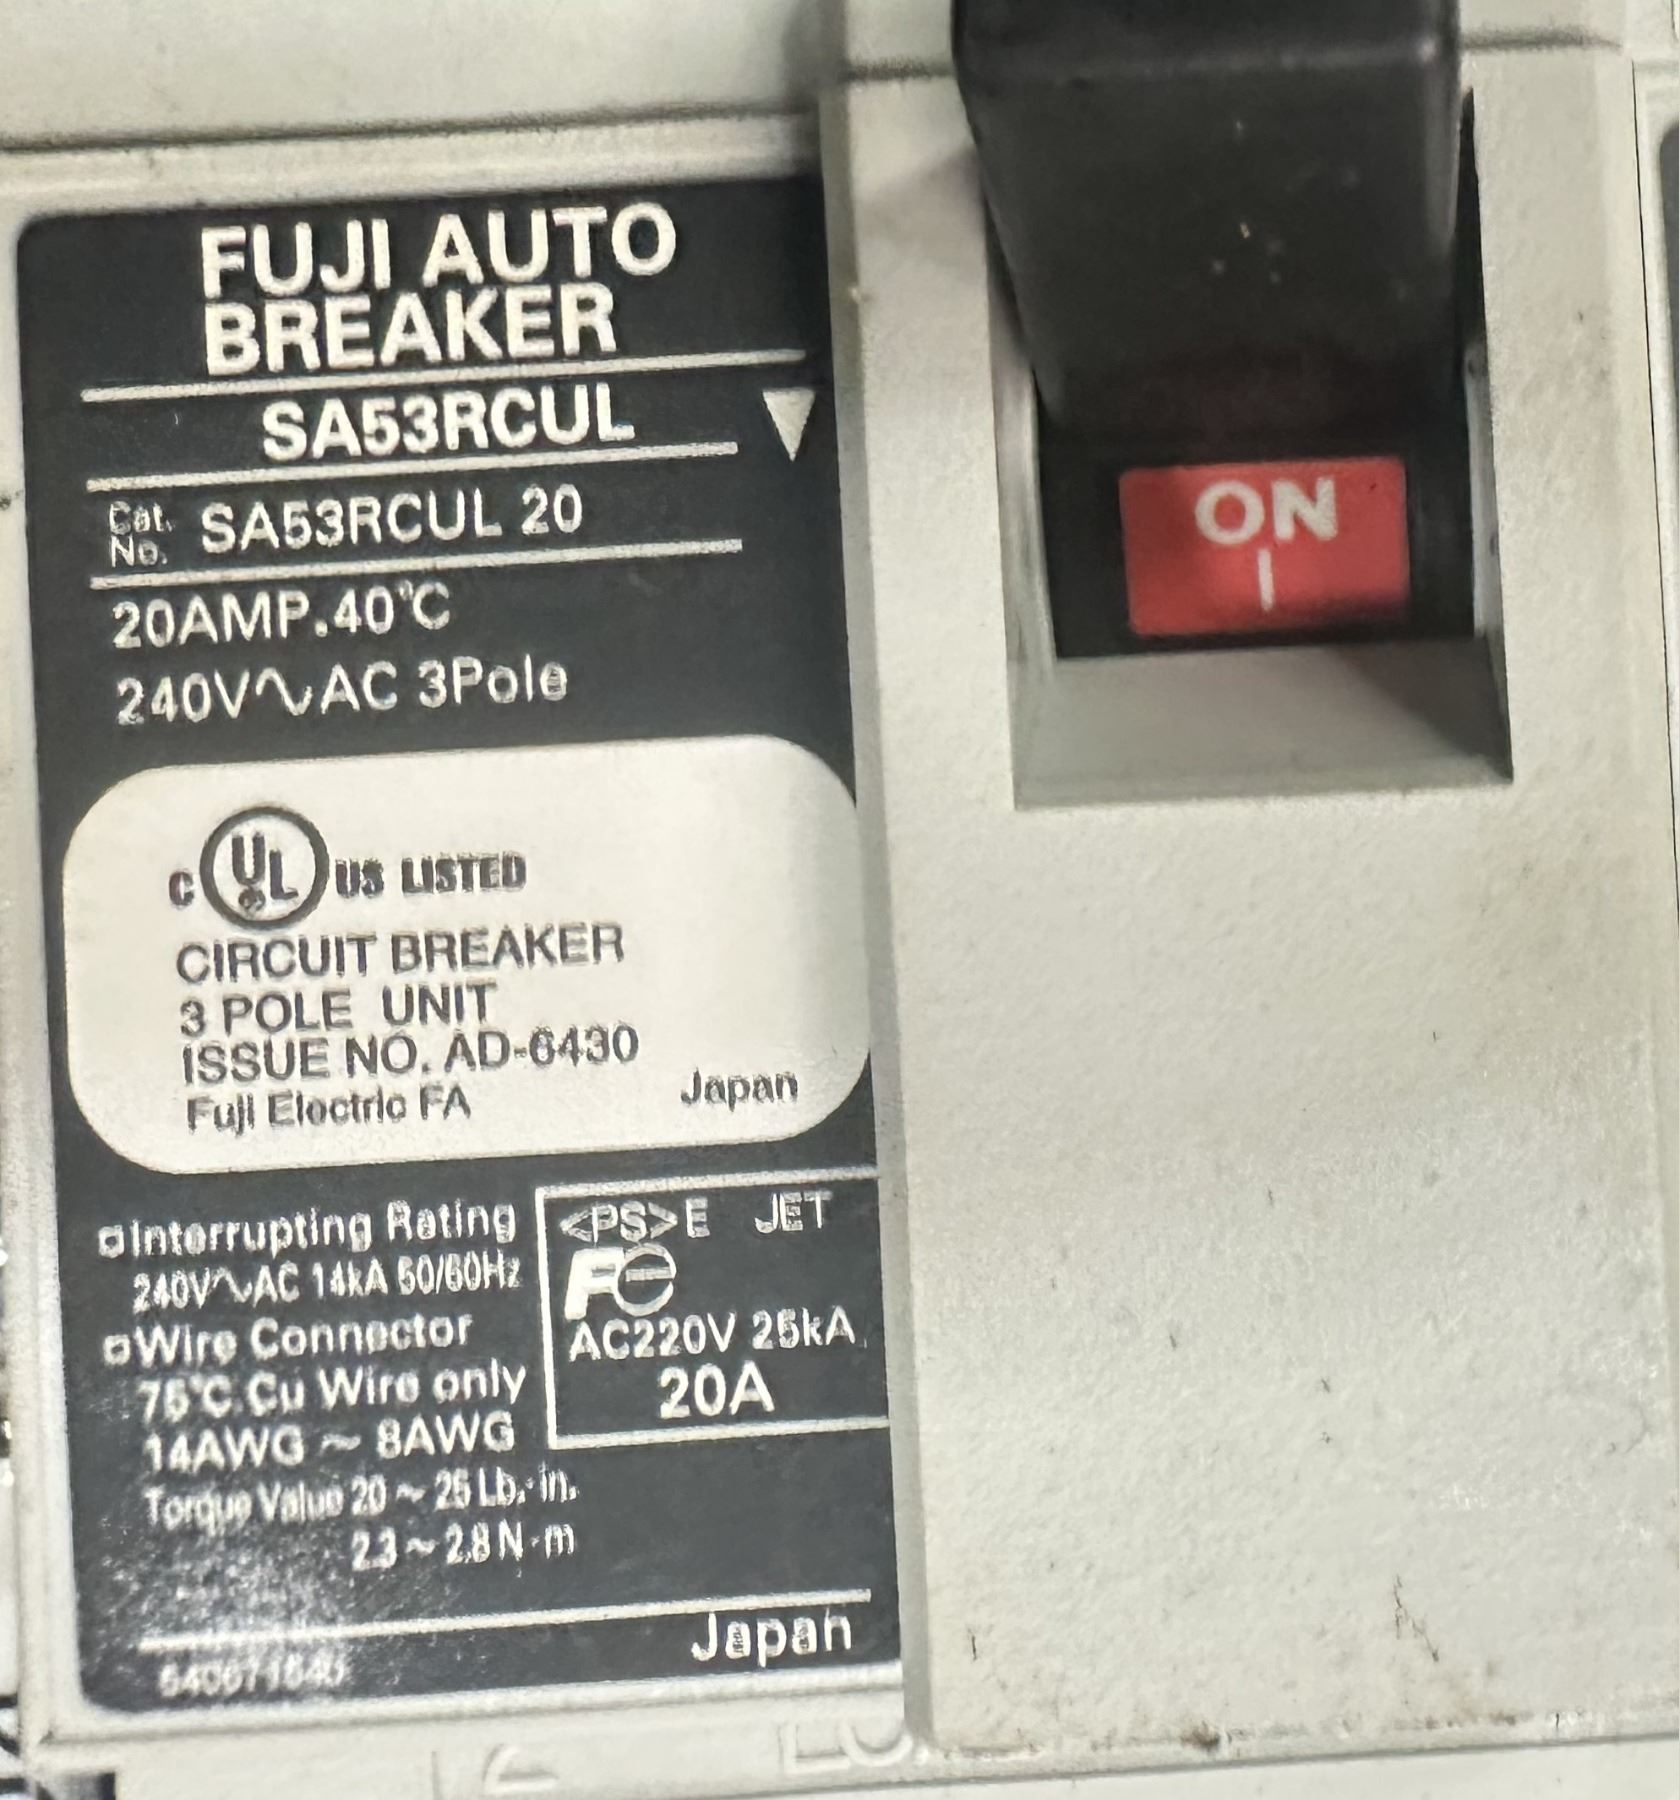 FUJI AUTO
BREAKER
SA53RCUL
Cat. No. SA53RCUL 20
20AMP.40°C
240V∿AC 3Pole
C UL US LISTED
CIRCUIT BREAKER
3 POLE UNIT
ISSUE NO. AD-6430
Fuji Electric FA Japan
Interrupting Rating
240V∿AC 14kA 50/60Hz
Wire Connector
75°C.Cu Wire only
14AWG ~ 8AWG
Torque Value 20 ~ 25 Lb.·in.
2.3 ~ 2.8 N·m
<PS>E JET
Fe
AC220V 25kA
20A
Japan
ON
I